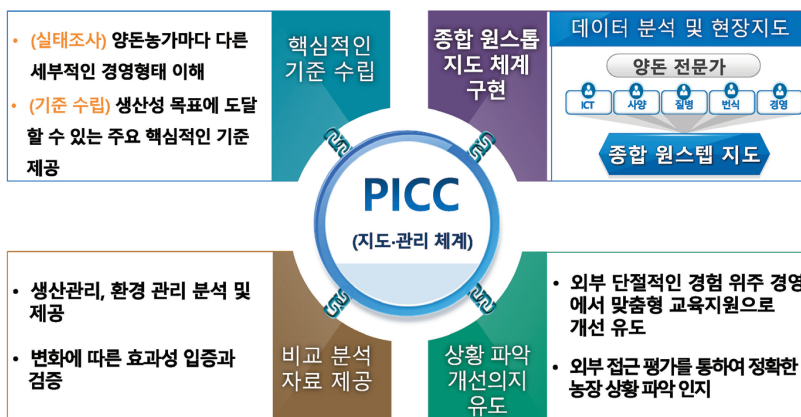 • (실태조사) 양돈농가마다 다른
세부적인 경영형태 이해
• (기준 수립) 생산성 목표에 도달
할 수 있는 주요 핵심적인 기준
제공
핵심적인
기준 수립
종합 원스톱
지도 체계
구현
데이터 분석 및 현장지도
양돈 전문가
ICT
사양
질병
번식
경영
종합 원스텝 지도
PICC
(지도·관리 체계)
• 생산관리, 환경 관리 분석 및
제공
• 변화에 따른 효과성 입증과
검증
비교 분석
자료 제공
상황 파악
개선의지
유도
• 외부 단절적인 경험 위주 경영
에서 맞춤형 교육지원으로
개선 유도
• 외부 접근 평가를 통하여 정확한
농장 상황 파악 인지